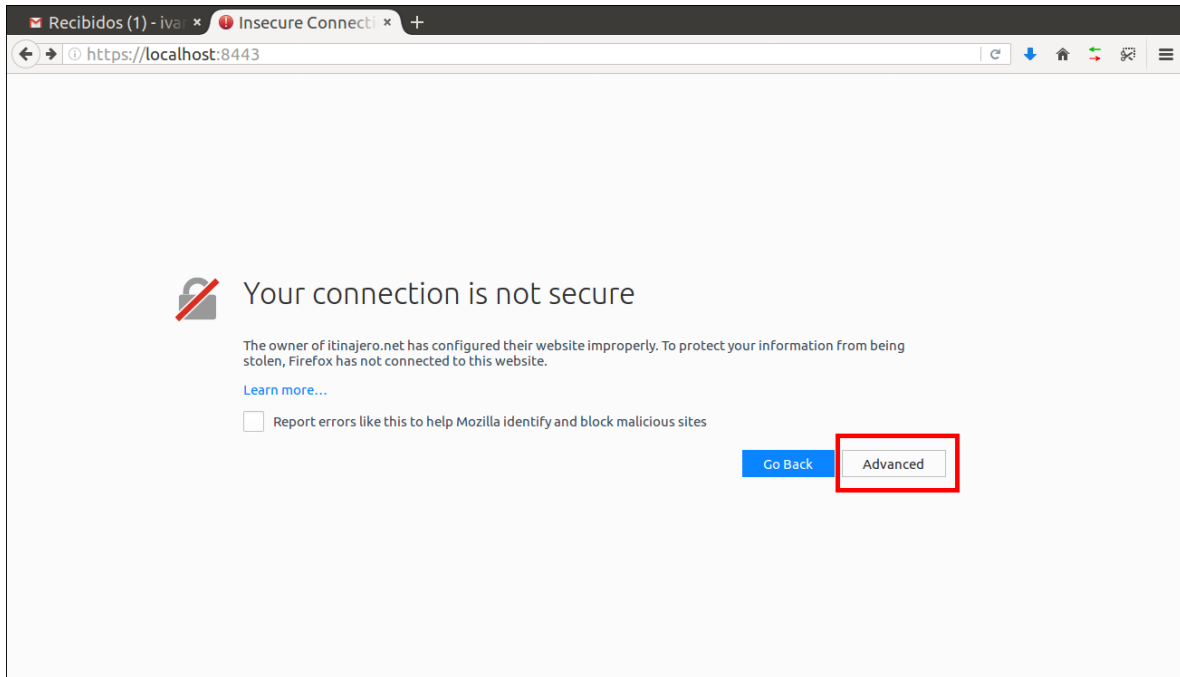 Recibidos (1) - ivar
Insecure Connecti
https://localhost:8443
Your connection is not secure
The owner of itinajero.net has configured their website improperly. To protect your information from being
stolen, Firefox has not connected to this website.
Learn more…
Report errors like this to help Mozilla identify and block malicious sites
Go Back
Advanced